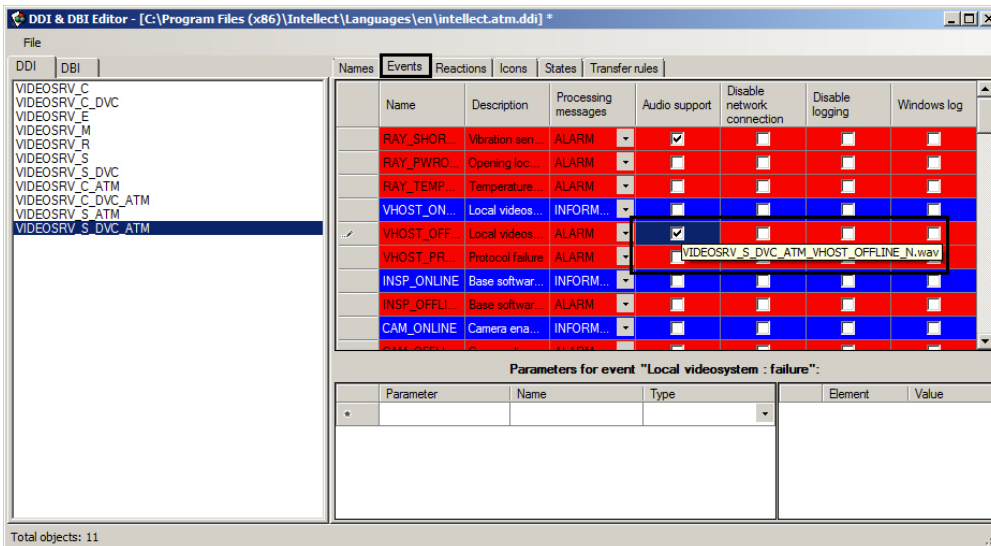 DDI & DBI Editor - [C:\Program Files (x86)\Intellect\Languages\en\intellect.atm.ddi] *
File
DDI DBI
VIDEOSRV_C
VIDEOSRV_C_DVC
VIDEOSRV_E
VIDEOSRV_M
VIDEOSRV_R
VIDEOSRV_S
VIDEOSRV_S_DVC
VIDEOSRV_C_ATM
VIDEOSRV_C_DVC_ATM
VIDEOSRV_S_ATM
VIDEOSRV_S_DVC_ATM
Names Events Reactions Icons States Transfer rules
Name Description Processing messages Audio support Disable network connection Disable logging Windows log
RAY_SHOR... Vibration sen... ALARM
RAY_PWRO... Opening loc... ALARM
RAY_TEMP... Temperature... ALARM
VHOST_ON... Local videos... INFORM...
VHOST_OFF... Local videos... ALARM
VIDEOSRV_S_DVC_ATM_VHOST_OFFLINE_N.wav
VHOST_PR... Protocol failure ALARM
INSP_ONLINE Base softwar... INFORM...
INSP_OFFLI... Base softwar... ALARM
CAM_ONLINE Camera ena... INFORM...
Parameters for event "Local videosystem : failure":
Parameter Name Type Element Value
Total objects: 11